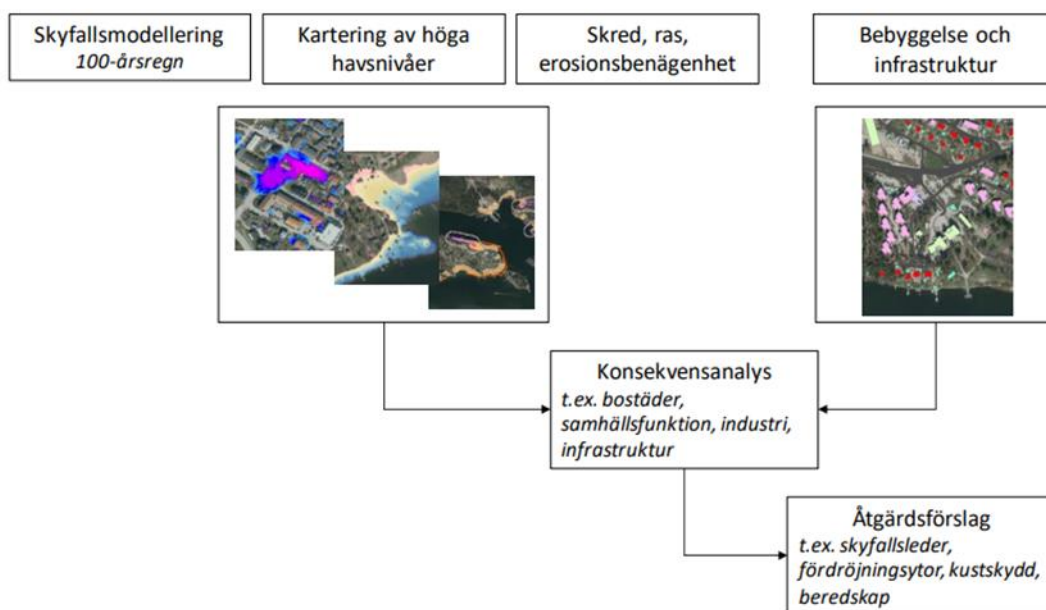 Skyfallsmodellering
100-årsregn
Kartering av höga
havsnivåer
Skred, ras,
erosionsbenägenhet
Bebyggelse och
infrastruktur
Konsekvensanalys
t.ex. bostäder,
samhällsfunktion, industri,
infrastruktur
Åtgärdsförslag
t.ex. skyfallsleder,
fördröjningsytor, kustskydd,
beredskap